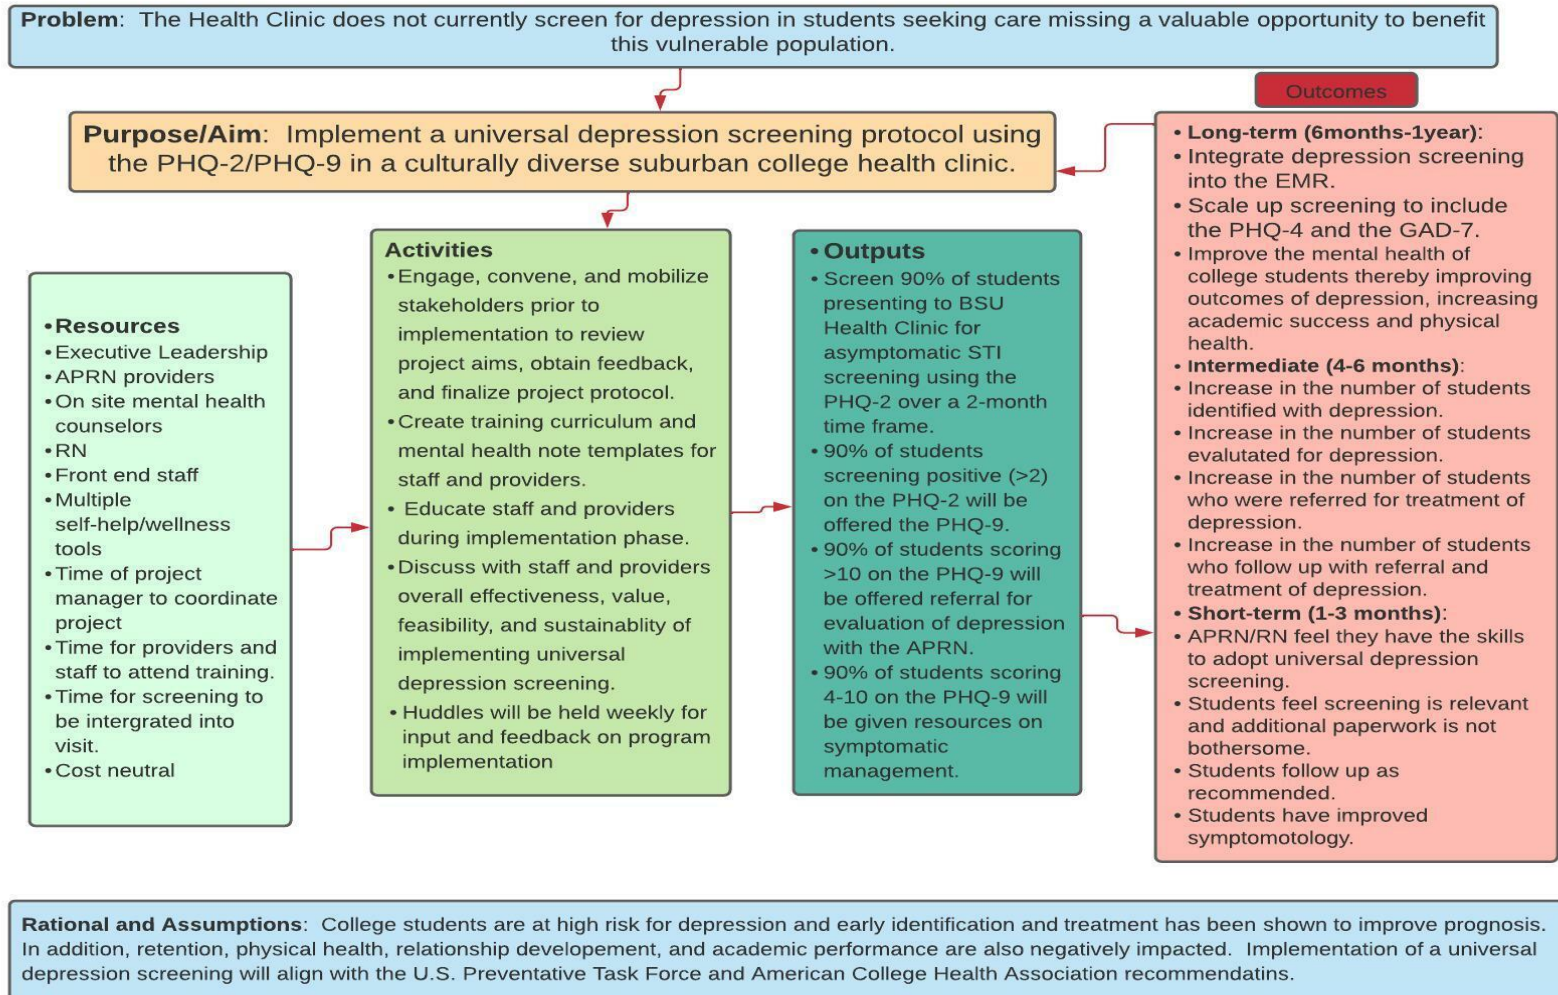 Problem: The Health Clinic does not currently screen for depression in students seeking care missing a valuable opportunity to benefit
this vulnerable population.
Purpose/Aim: Implement a universal depression screening protocol using
the PHQ-2/PHQ-9 in a culturally diverse suburban college health clinic.
• Resources
• Executive Leadership
• APRN providers
• On site mental health
counselors
• RN
• Front end staff
• Multiple
self-help/wellness
tools
• Time of project
manager to coordinate
project
• Time for providers and
staff to attend training.
• Time for screening to
be intergrated into
visit.
• Cost neutral
Activities
• Engage, convene, and mobilize
stakeholders prior to
implementation to review
project aims, obtain feedback,
and finalize project protocol.
• Create training curriculum and
mental health note templates for
staff and providers.
• Educate staff and providers
during implementation phase.
• Discuss with staff and providers
overall effectiveness, value,
feasibility, and sustainablity of
implementing universal
depression screening.
• Huddles will be held weekly for
input and feedback on program
implementation
• Outputs
• Screen 90% of students
presenting to BSU
Health Clinic for
asymptomatic STI
screening using the
PHQ-2 over a 2-month
time frame.
• 90% of students
screening positive (>2)
on the PHQ-2 will be
offered the PHQ-9.
• 90% of students scoring
>10 on the PHQ-9 will
be offered referral for
evaluation of depression
with the APRN.
• 90% of students scoring
4-10 on the PHQ-9 will
be given resources on
symptomatic
management.
Outcomes
• Long-term (6months-1year):
• Integrate depression screening
into the EMR.
• Scale up screening to include
the PHQ-4 and the GAD-7.
• Improve the mental health of
college students thereby improving
outcomes of depression, increasing
academic success and physical
health.
• Intermediate (4-6 months):
• Increase in the number of students
identified with depression.
• Increase in the number of students
evalutated for depression.
• Increase in the number of students
who were referred for treatment of
depression.
• Increase in the number of students
who follow up with referral and
treatment of depression.
• Short-term (1-3 months):
• APRN/RN feel they have the skills
to adopt universal depression
screening.
• Students feel screening is relevant
and additional paperwork is not
bothersome.
• Students follow up as
recommended.
• Students have improved
symptomotology.
Rational and Assumptions: College students are at high risk for depression and early identification and treatment has been shown to improve prognosis.
In addition, retention, physical health, relationship developement, and academic performance are also negatively impacted. Implementation of a universal
depression screening will align with the U.S. Preventative Task Force and American College Health Association recommendatins.